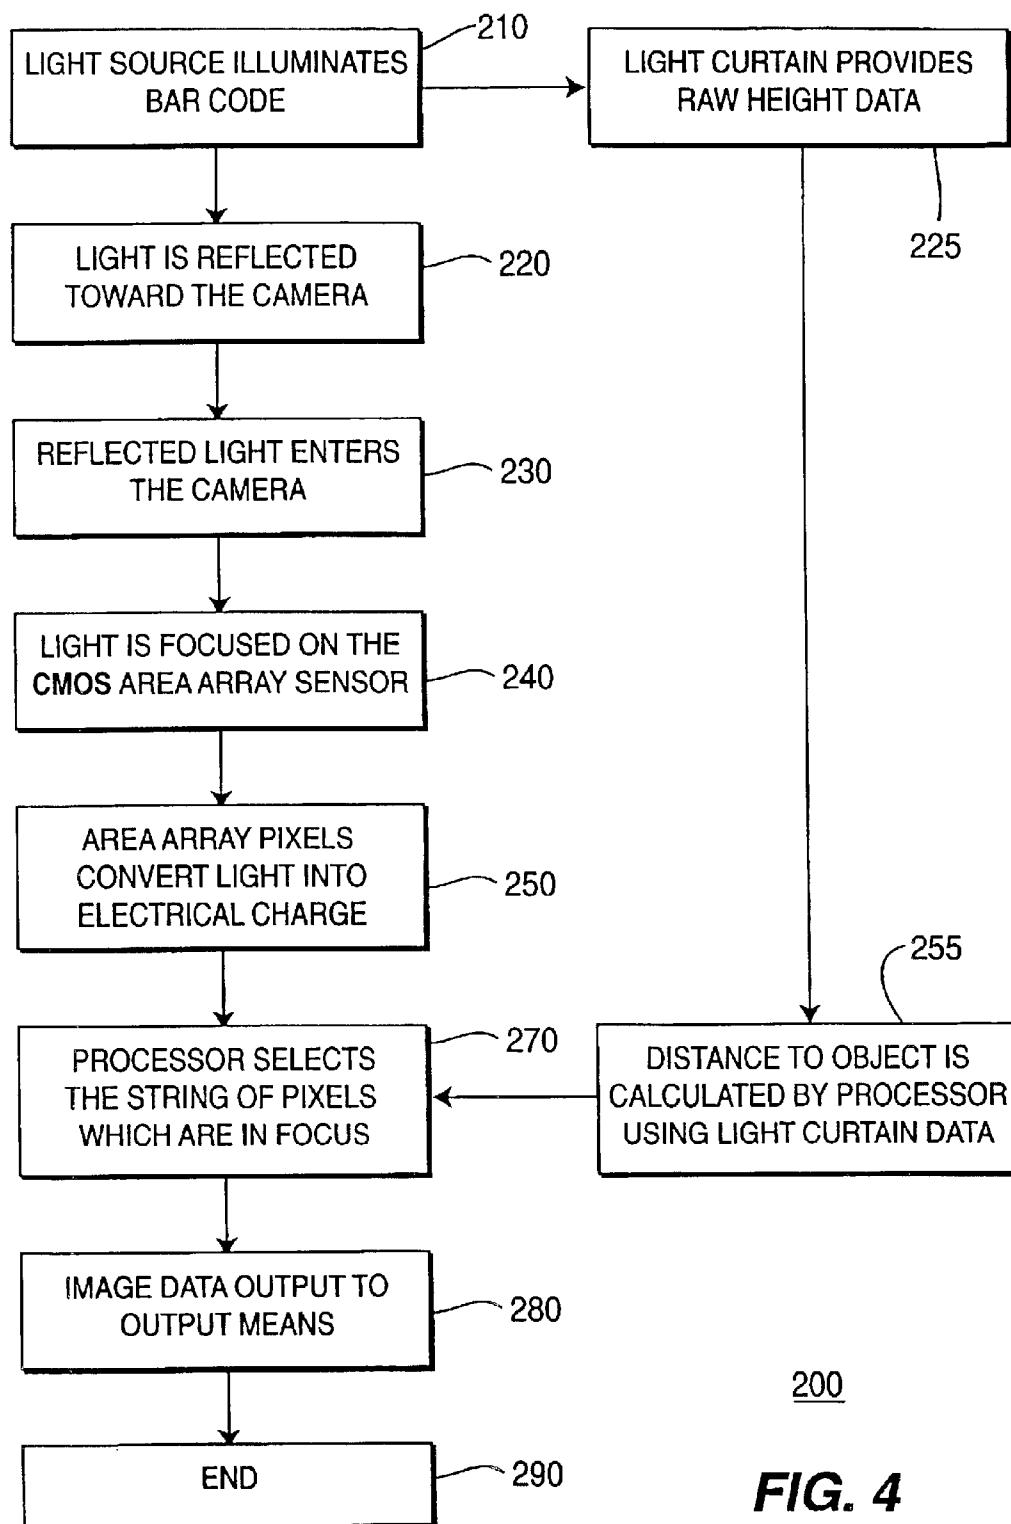 210
LIGHT SOURCE ILLUMINATES
BAR CODE
LIGHT CURTAIN PROVIDES
RAW HEIGHT DATA
225
LIGHT IS REFLECTED
TOWARD THE CAMERA
220
REFLECTED LIGHT ENTERS
THE CAMERA
230
LIGHT IS FOCUSED ON THE
CMOS AREA ARRAY SENSOR
240
AREA ARRAY PIXELS
CONVERT LIGHT INTO
ELECTRICAL CHARGE
250
255
PROCESSOR SELECTS
THE STRING OF PIXELS
WHICH ARE IN FOCUS
270
DISTANCE TO OBJECT IS
CALCULATED BY PROCESSOR
USING LIGHT CURTAIN DATA
IMAGE DATA OUTPUT TO
OUTPUT MEANS
280
END
290
200
FIG. 4